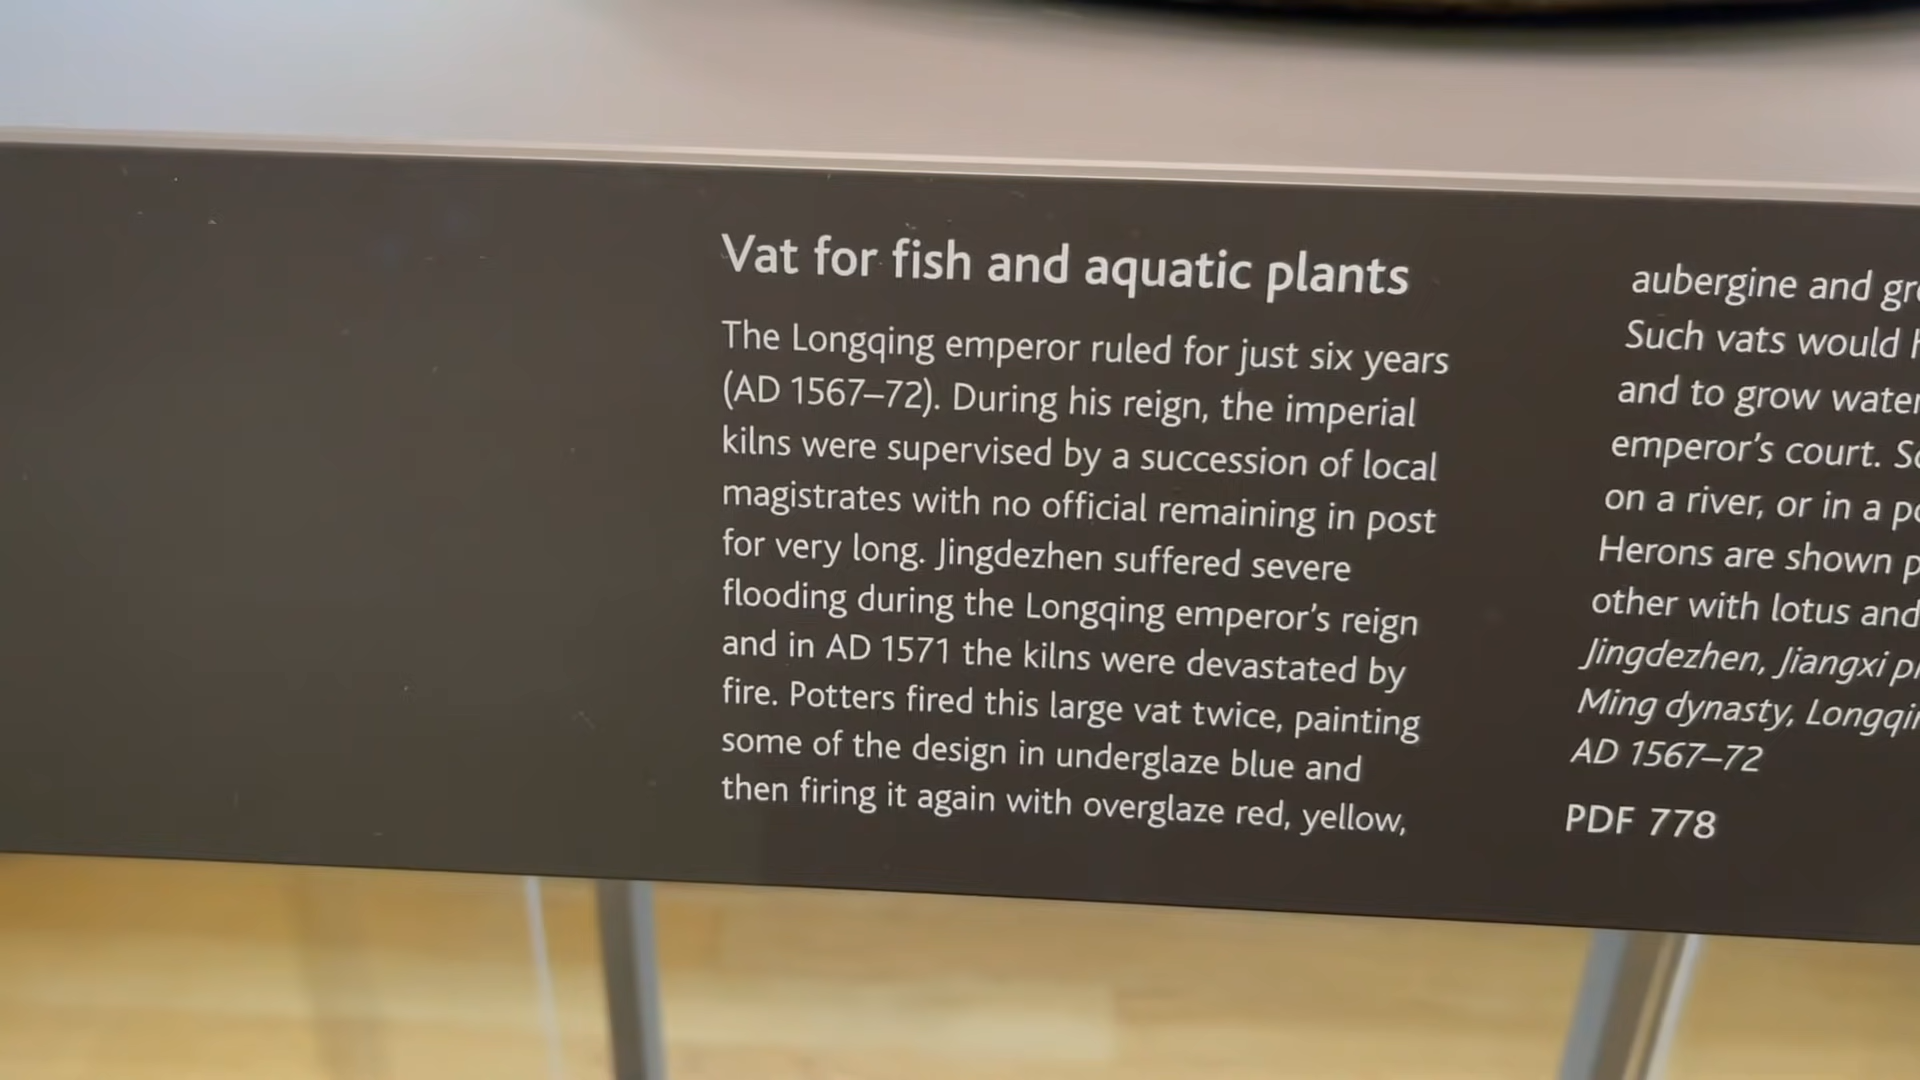 Vat for fish and aquatic plants
The Longqing emperor ruled for just six years
(AD 1567–72). During his reign, the imperial
kilns were supervised by a succession of local
magistrates with no official remaining in post
for very long. Jingdezhen suffered severe
flooding during the Longqing emperor’s reign
and in AD 1571 the kilns were devastated by
fire. Potters fired this large vat twice, painting
some of the design in underglaze blue and
then firing it again with overglaze red, yellow,
aubergine and
Such vats would
and to grow water
emperor’s court.
on a river, or in a
Herons are shown
other with lotus and
Jingdezhen, Jiangxi
Ming dynasty,
AD 1567–72
PDF 778